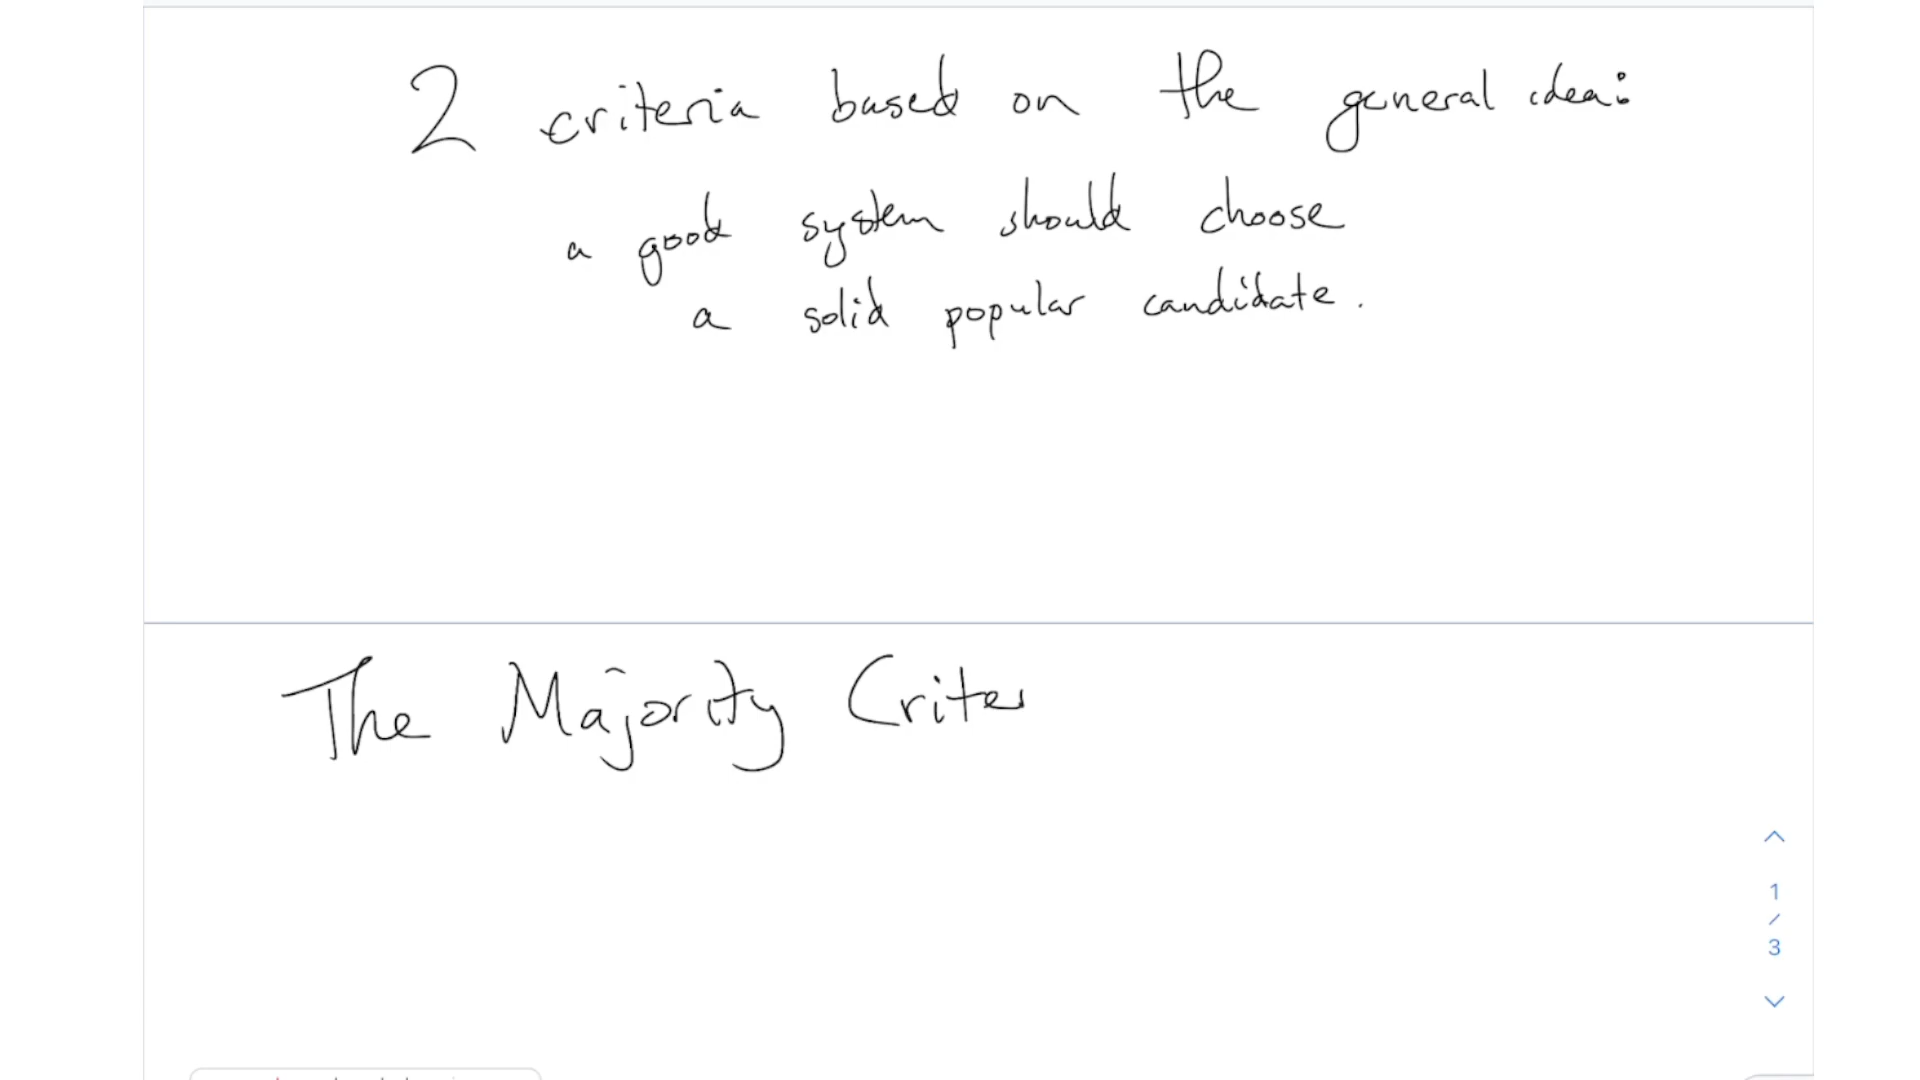 2 criteria based on the general idea:
a good system should choose
a solid popular candidate.
The Majority Criter
1
/
3